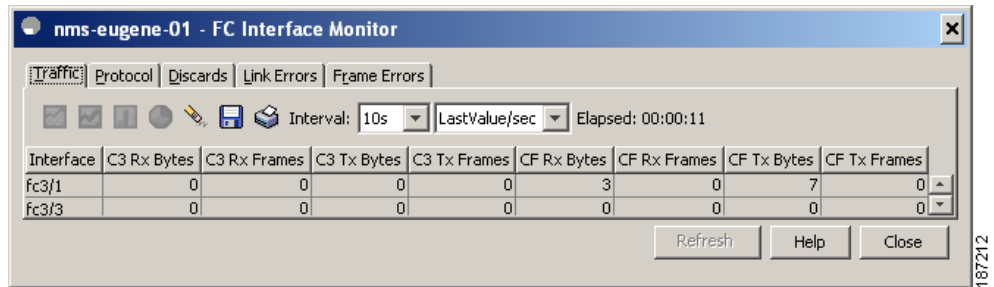 nms-eugene-01 - FC Interface Monitor
Traffic Protocol Discards Link Errors Frame Errors
Interval: 10s LastValue/sec Elapsed: 00:00:11
Interface C3 Rx Bytes C3 Rx Frames C3 Tx Bytes C3 Tx Frames CF Rx Bytes CF Rx Frames CF Tx Bytes CF Tx Frames
fc3/1 0 0 0 0 3 0 7 0
fc3/3 0 0 0 0 0 0 0 0
Refresh Help Close
187212